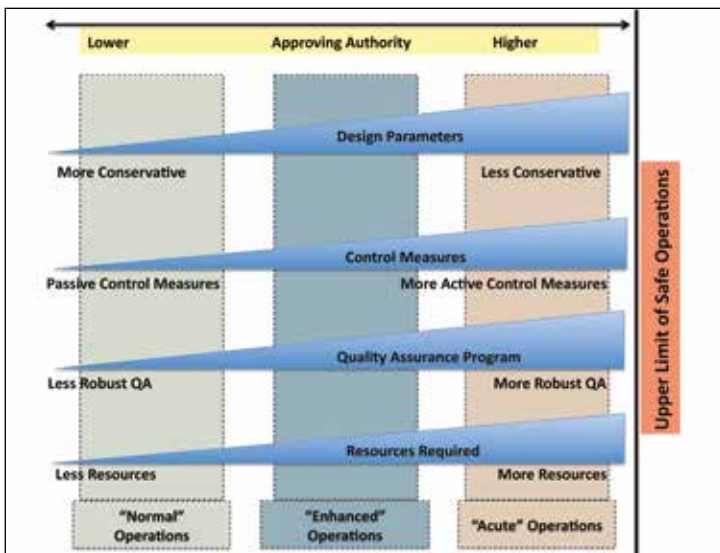 Lower Approving Authority Higher
Design Parameters
More Conservative Less Conservative
Control Measures
Passive Control Measures More Active Control Measures
Quality Assurance Program
Less Robust QA More Robust QA
Resources Required
Less Resources More Resources
“Normal” Operations
“Enhanced” Operations
“Acute” Operations
Upper Limit of Safe Operations